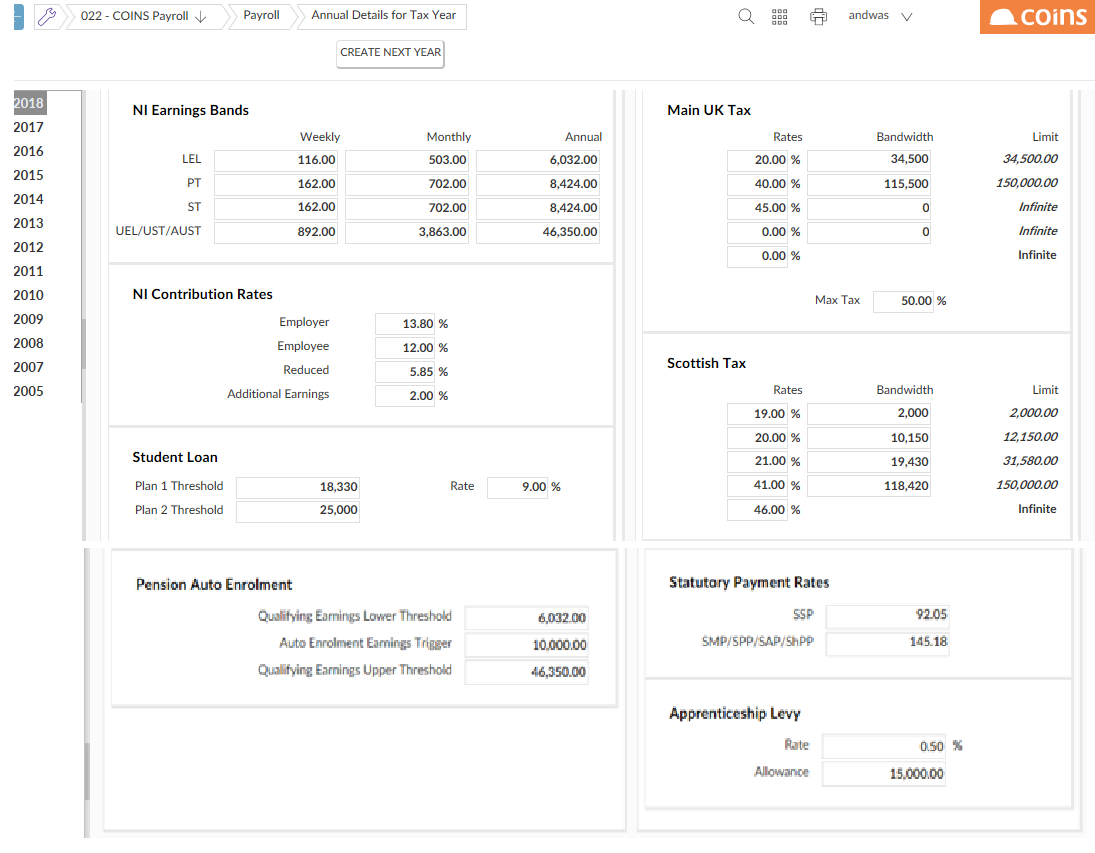 022 - COINS Payroll ↓ Payroll Annual Details for Tax Year andwas coins
CREATE NEXT YEAR
2018
2017
2016
2015
2014
2013
2012
2011
2010
2009
2008
2007
2005
NI Earnings Bands
Weekly Monthly Annual
LEL 116.00 503.00 6,032.00
PT 162.00 702.00 8,424.00
ST 162.00 702.00 8,424.00
UEL/UST/AUST 892.00 3,863.00 46,350.00
NI Contribution Rates
Employer 13.80 %
Employee 12.00 %
Reduced 5.85 %
Additional Earnings 2.00 %
Student Loan
Plan 1 Threshold 18,330 Rate 9.00 %
Plan 2 Threshold 25,000
Main UK Tax
Rates Bandwidth Limit
20.00 % 34,500 34,500.00
40.00 % 115,500 150,000.00
45.00 % 0 Infinite
0.00 % 0 Infinite
0.00 % Infinite
Max Tax 50.00 %
Scottish Tax
Rates Bandwidth Limit
19.00 % 2,000 2,000.00
20.00 % 10,150 12,150.00
21.00 % 19,430 31,580.00
41.00 % 118,420 150,000.00
46.00 % Infinite
Pension Auto Enrolment
Qualifying Earnings Lower Threshold 6,032.00
Auto Enrolment Earnings Trigger 10,000.00
Qualifying Earnings Upper Threshold 46,350.00
Statutory Payment Rates
SSP 92.05
SMP/SPP/SAP/ShPP 145.18
Apprenticeship Levy
Rate 0.50 %
Allowance 15,000.00